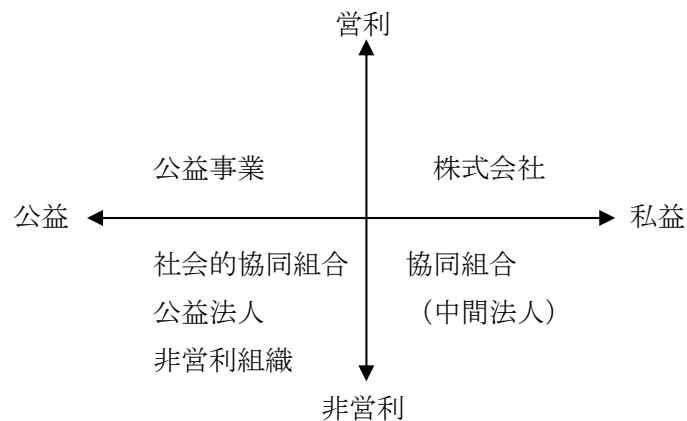 営利
公益事業
株式会社
公益
私益
社会的協同組合
協同組合
公益法人
（中間法人）
非営利組織
非営利